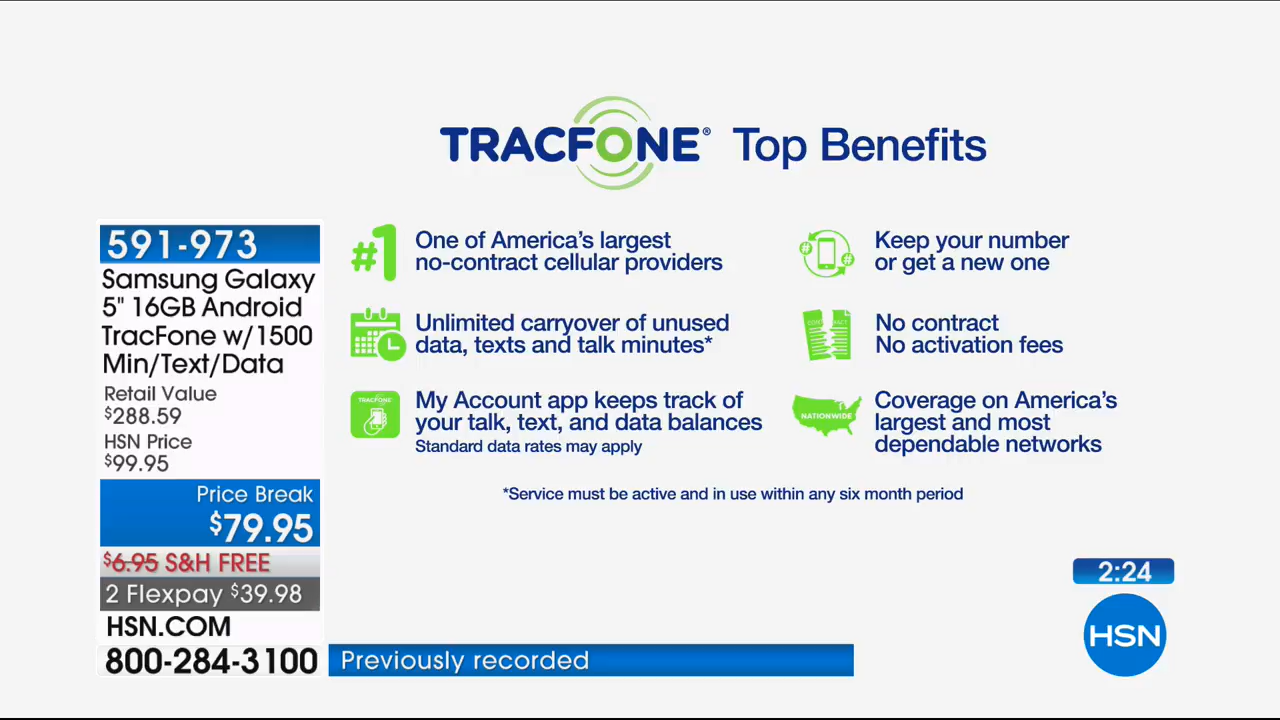 TRACFONE® Top Benefits
591-973
Samsung Galaxy
5" 16GB Android
TracFone w/1500
Min/Text/Data
Retail Value
$288.59
HSN Price
$99.95
Price Break
$79.95
$6.95 S&H FREE
2 Flexpay $39.98
HSN.COM
800-284-3100
#1
One of America's largest
no-contract cellular providers
Unlimited carryover of unused
data, texts and talk minutes*
TRACFONE
My Account app keeps track of
your talk, text, and data balances
Standard data rates may apply
# #
Keep your number
or get a new one
CONTRACT
No contract
No activation fees
NATIONWIDE
Coverage on America's
largest and most
dependable networks
*Service must be active and in use within any six month period
2:24
HSN
Previously recorded